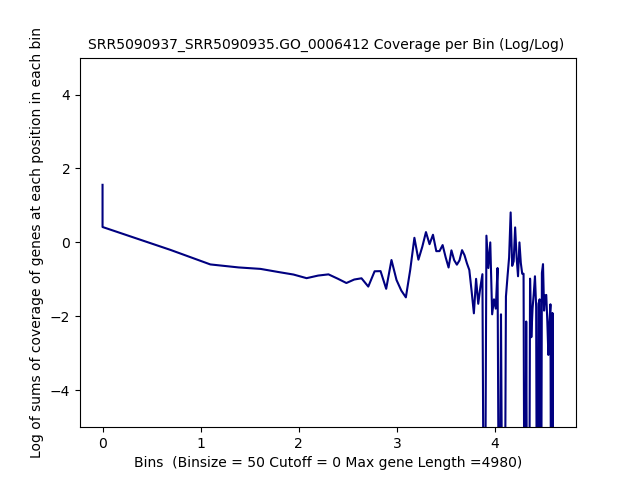 SRR5090937_SRR5090935.GO_0006412 Coverage per Bin (Log/Log)
Log of sums of coverage of genes at each position in each bin
4
2
0
−2
−4
0 1 2 3 4
Bins  (Binsize = 50 Cutoff = 0 Max gene Length =4980)